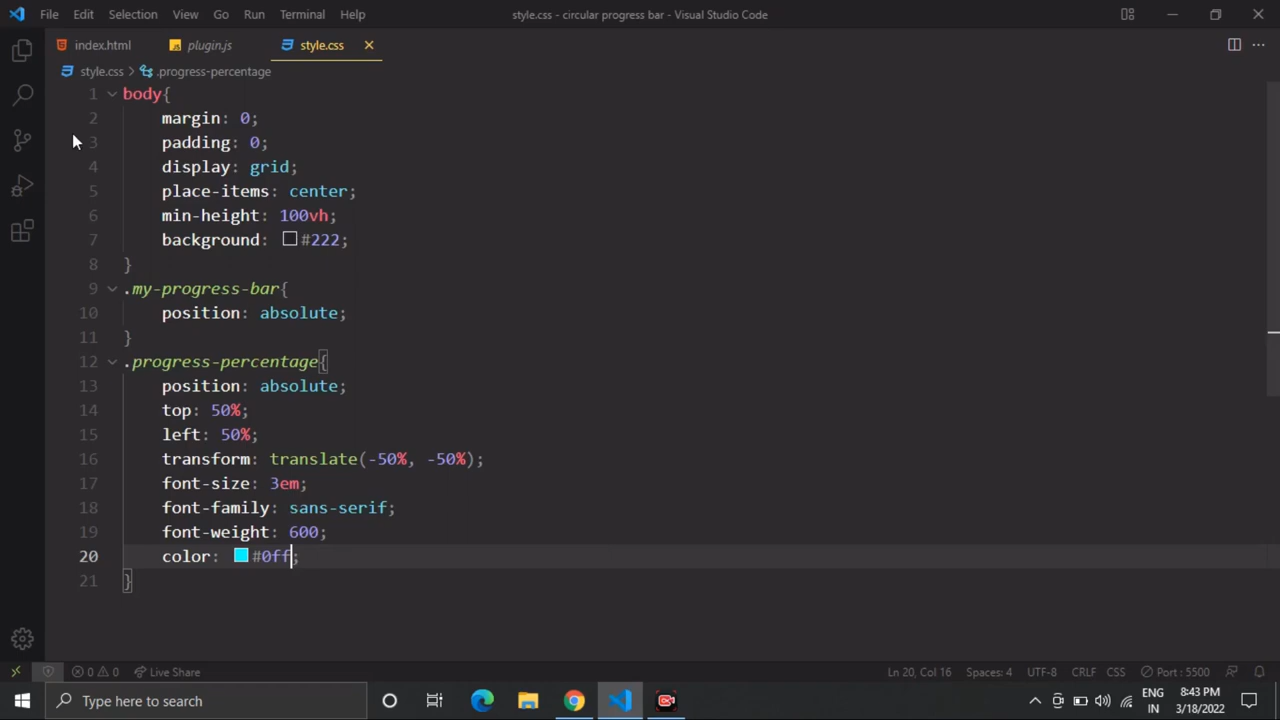 File Edit Selection View Go Run Terminal Help style.css - circular progress bar - Visual Studio Code
index.html plugin.js style.css
style.css > .progress-percentage
1 body{
2 margin: 0;
3 padding: 0;
4 display: grid;
5 place-items: center;
6 min-height: 100vh;
7 background: #222;
8 }
9 .my-progress-bar{
10 position: absolute;
11 }
12 .progress-percentage{
13 position: absolute;
14 top: 50%;
15 left: 50%;
16 transform: translate(-50%, -50%);
17 font-size: 3em;
18 font-family: sans-serif;
19 font-weight: 600;
20 color: #0ff;
21 }
0 0 Live Share Ln 20, Col 16 Spaces: 4 UTF-8 CRLF CSS Port : 5500
Type here to search ENG 8:43 PM
IN 3/18/2022